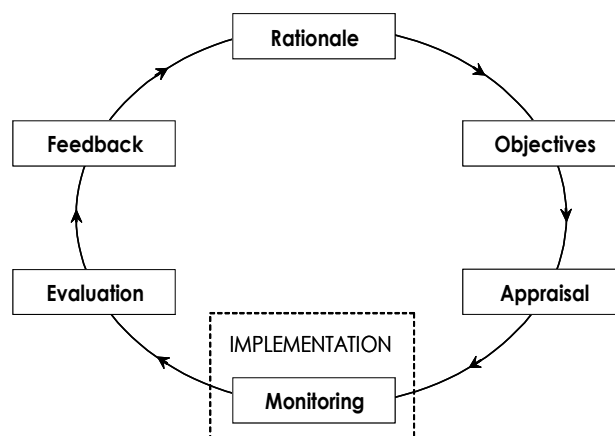 Rationale
Feedback
Objectives
Evaluation
Appraisal
IMPLEMENTATION
Monitoring